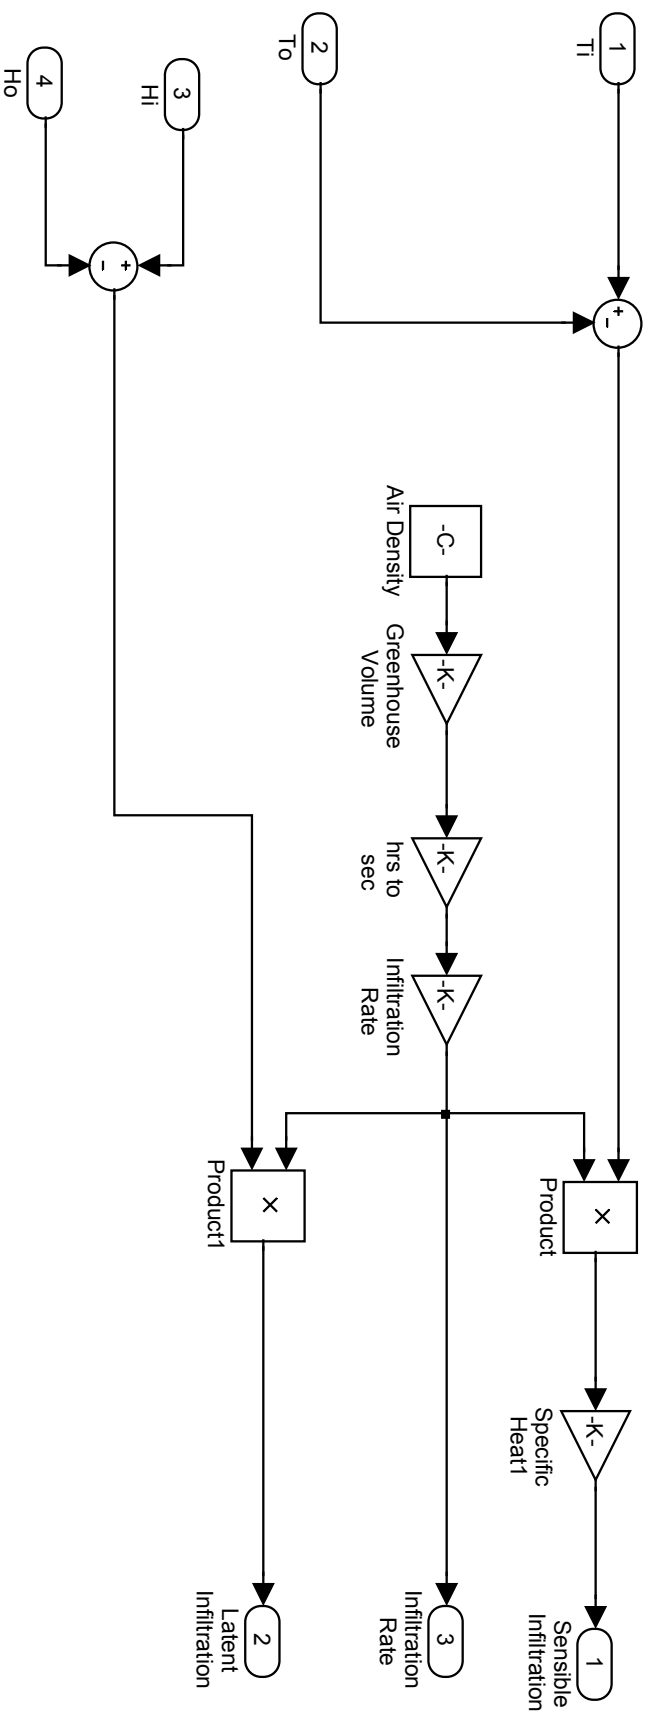 1
Ti
2
To
3
Hi
4
Ho
+
-
+
-
-C-
Air Density
-K-
Greenhouse
Volume
-K-
hrs to
sec
-K-
Infiltration
Rate
×
Product
×
Product1
-K-
Specific
Heat1
1
Sensible
Infiltration
3
Infiltration
Rate
2
Latent
Infiltration